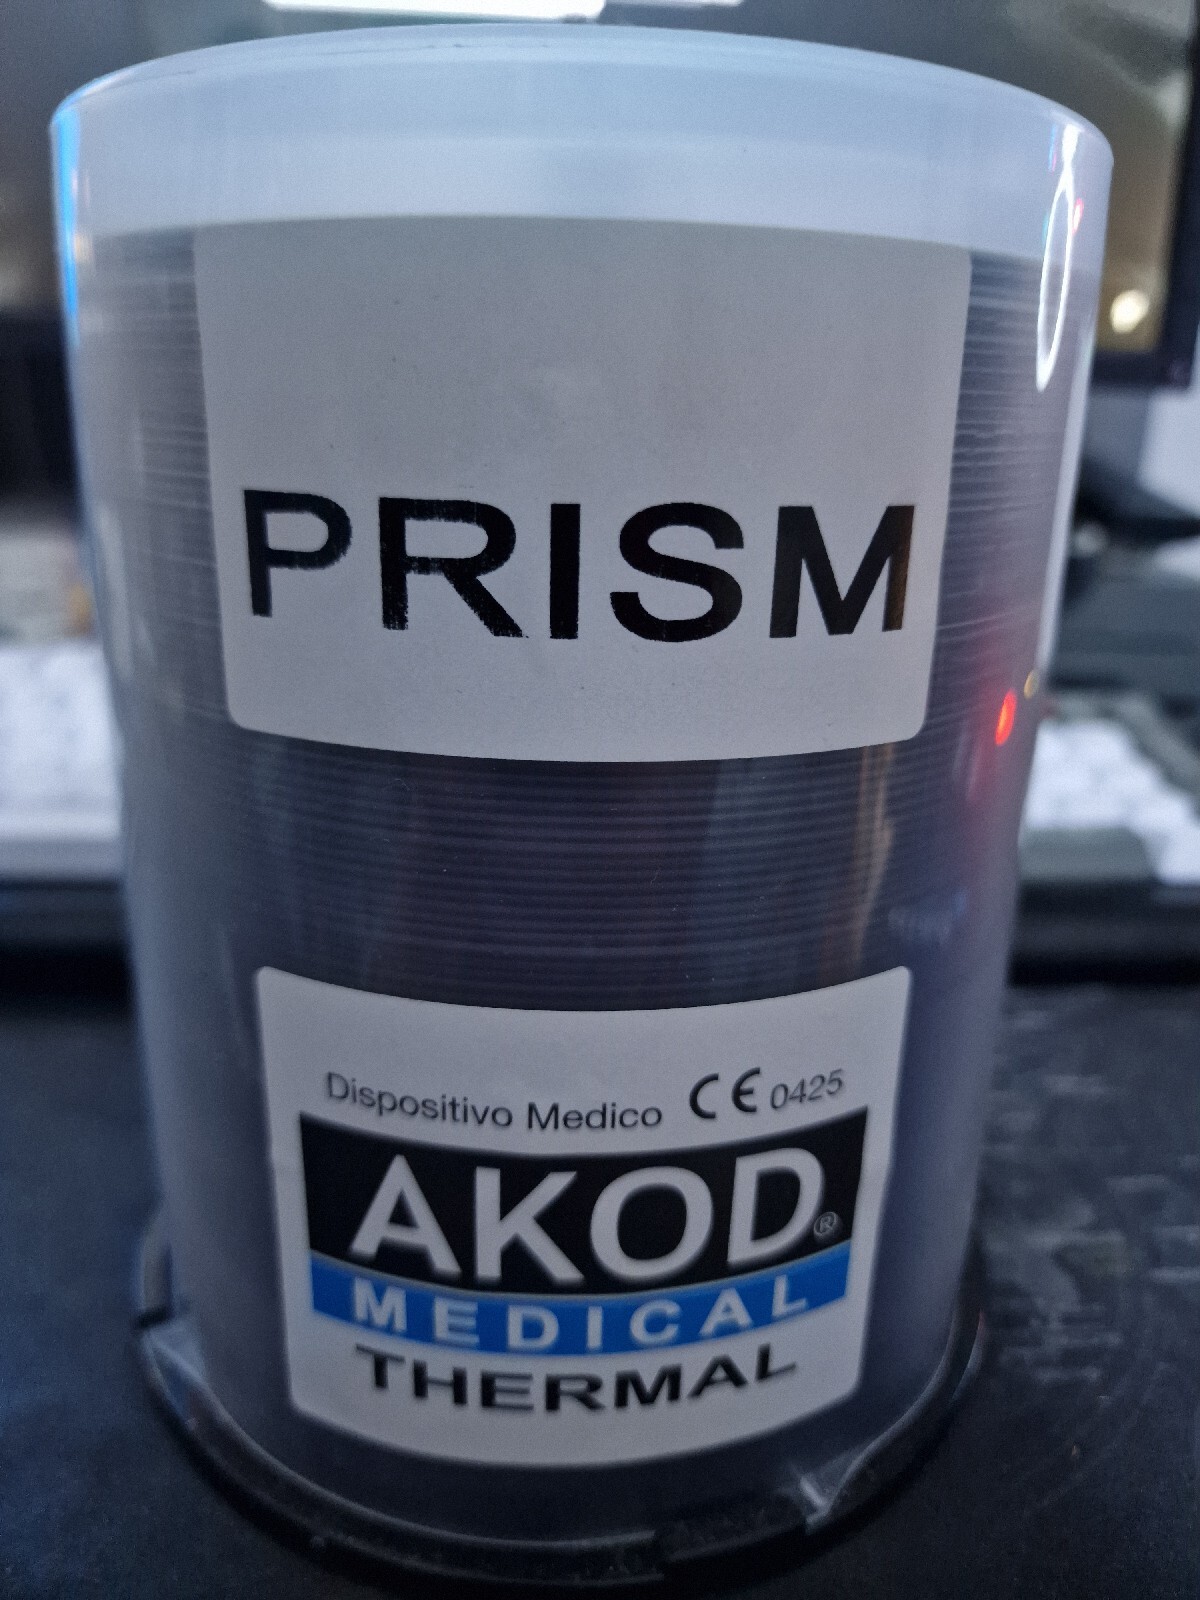 PRISM
Dispositivo Medico CE 0425
AKOD®
MEDICAL
THERMAL